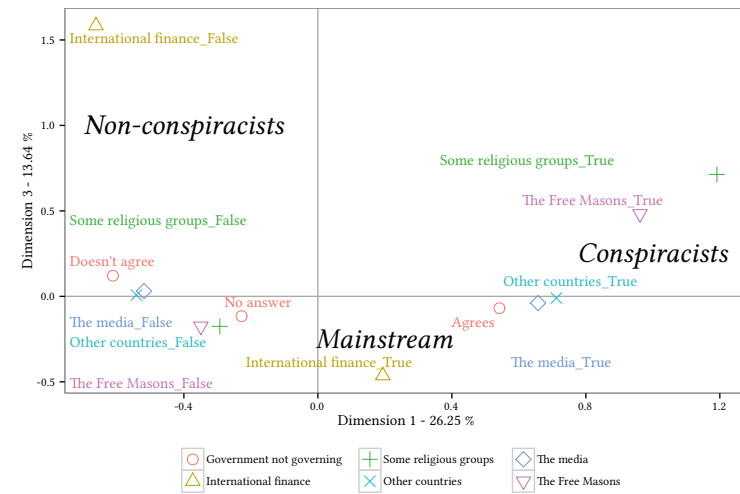 International finance_False
1.5
Non-conspiracists
1.0
Some religious groups_True
The Free Masons_True
0.5
Some religious groups_False
Conspiracists
Doesn't agree
Other countries_True
0.0
No answer
The media_False
Agrees
Mainstream
Other countries_False
International finance_True
The media_True
The Free Masons_False
-0.5
Dimension 3 - 13.64 %
-0.4 0.0 0.4 0.8 1.2
Dimension 1 - 26.25 %
Government not governing Some religious groups The media
International finance Other countries The Free Masons